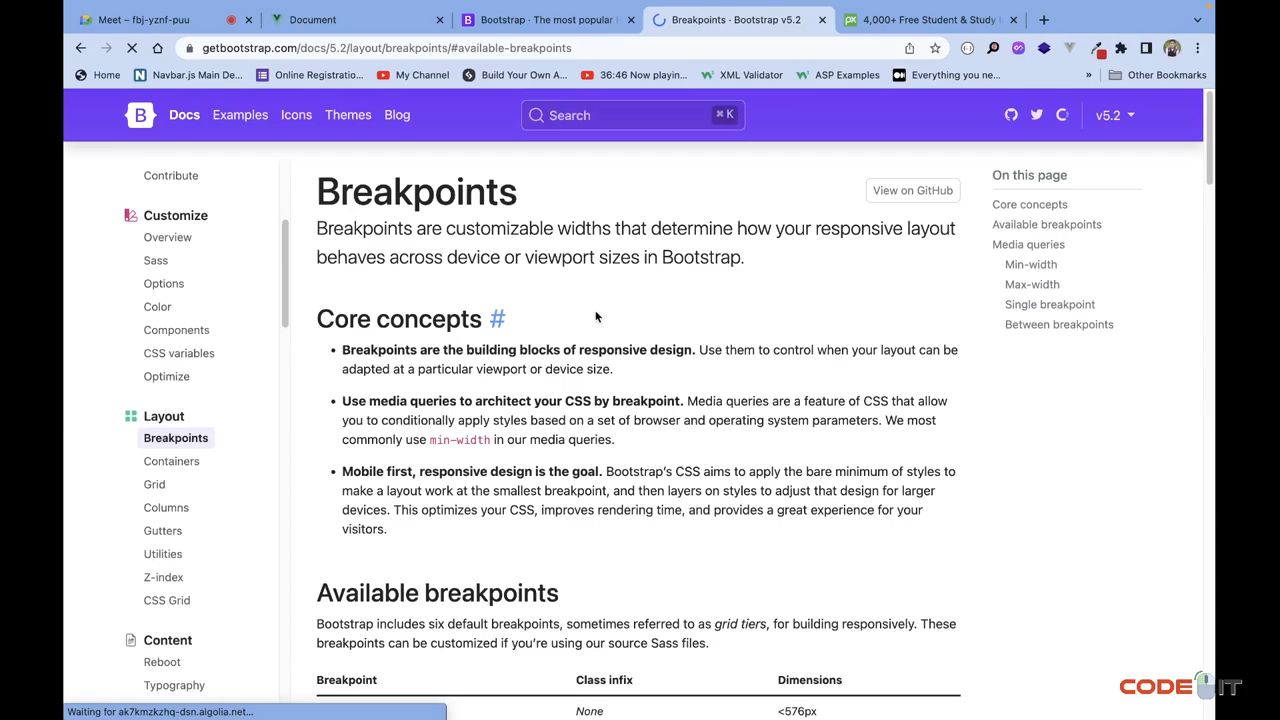 Meet – fbj-yznf-puu
Document
Bootstrap · The most popular
Breakpoints · Bootstrap v5.2
4,000+ Free Student & Study
getbootstrap.com/docs/5.2/layout/breakpoints/#available-breakpoints
Home
Navbar.js Main De...
Online Registratio...
My Channel
Build Your Own A...
36:46 Now playin...
XML Validator
ASP Examples
Everything you ne...
»
Other Bookmarks
B
Docs
Examples
Icons
Themes
Blog
Search
⌘ K
v5.2
Contribute
Customize
Overview
Sass
Options
Color
Components
CSS variables
Optimize
Layout
Breakpoints
Containers
Grid
Columns
Gutters
Utilities
Z-index
CSS Grid
Content
Reboot
Typography
Breakpoints
View on GitHub
Breakpoints are customizable widths that determine how your responsive layout
behaves across device or viewport sizes in Bootstrap.
Core concepts #
• Breakpoints are the building blocks of responsive design. Use them to control when your layout can be
adapted at a particular viewport or device size.
• Use media queries to architect your CSS by breakpoint. Media queries are a feature of CSS that allow
you to conditionally apply styles based on a set of browser and operating system parameters. We most
commonly use min-width in our media queries.
• Mobile first, responsive design is the goal. Bootstrap's CSS aims to apply the bare minimum of styles to
make a layout work at the smallest breakpoint, and then layers on styles to adjust that design for larger
devices. This optimizes your CSS, improves rendering time, and provides a great experience for your
visitors.
Available breakpoints
Bootstrap includes six default breakpoints, sometimes referred to as grid tiers, for building responsively. These
breakpoints can be customized if you're using our source Sass files.
Breakpoint Class infix Dimensions
None <576px
On this page
Core concepts
Available breakpoints
Media queries
Min-width
Max-width
Single breakpoint
Between breakpoints
Waiting for ak7kmzkzhq-dsn.algolia.net...
CODE IT